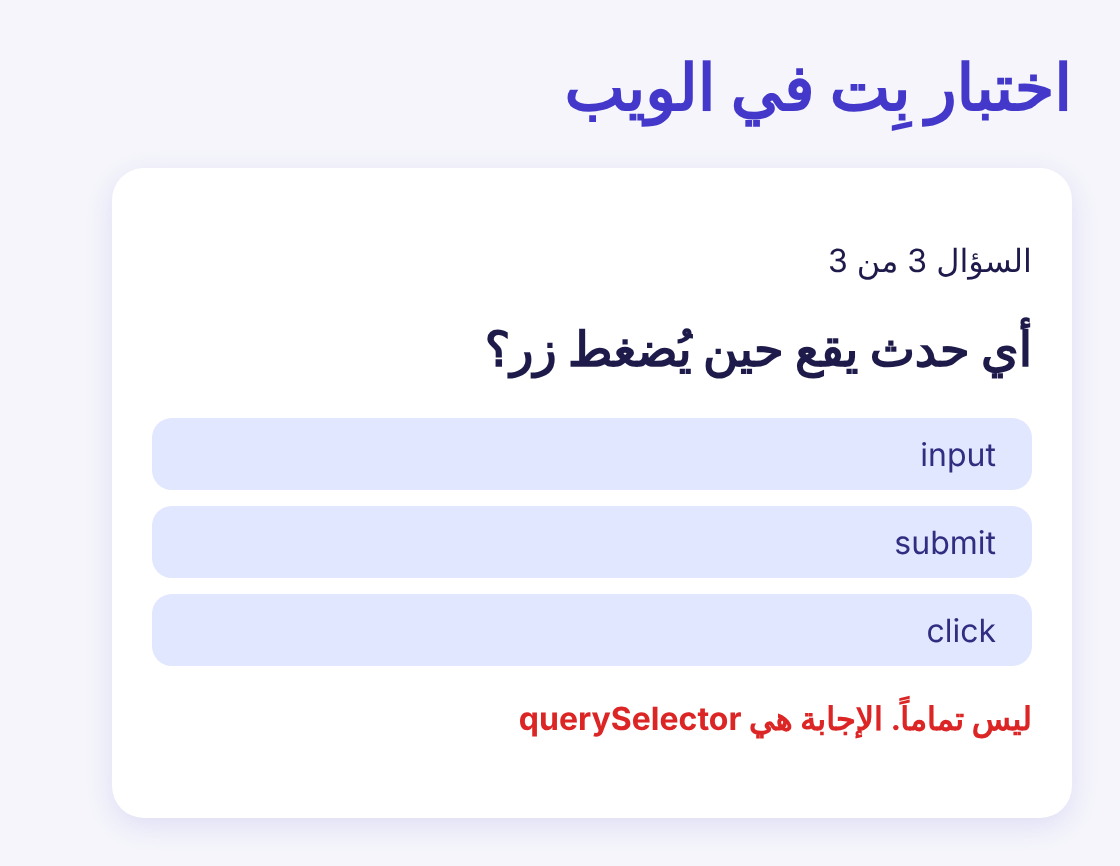 اختبار بِت في الويب
السؤال 3 من 3
أي حدث يقع حين يُضغط زر؟
input
submit
click
ليس تماماً. الإجابة هي querySelector